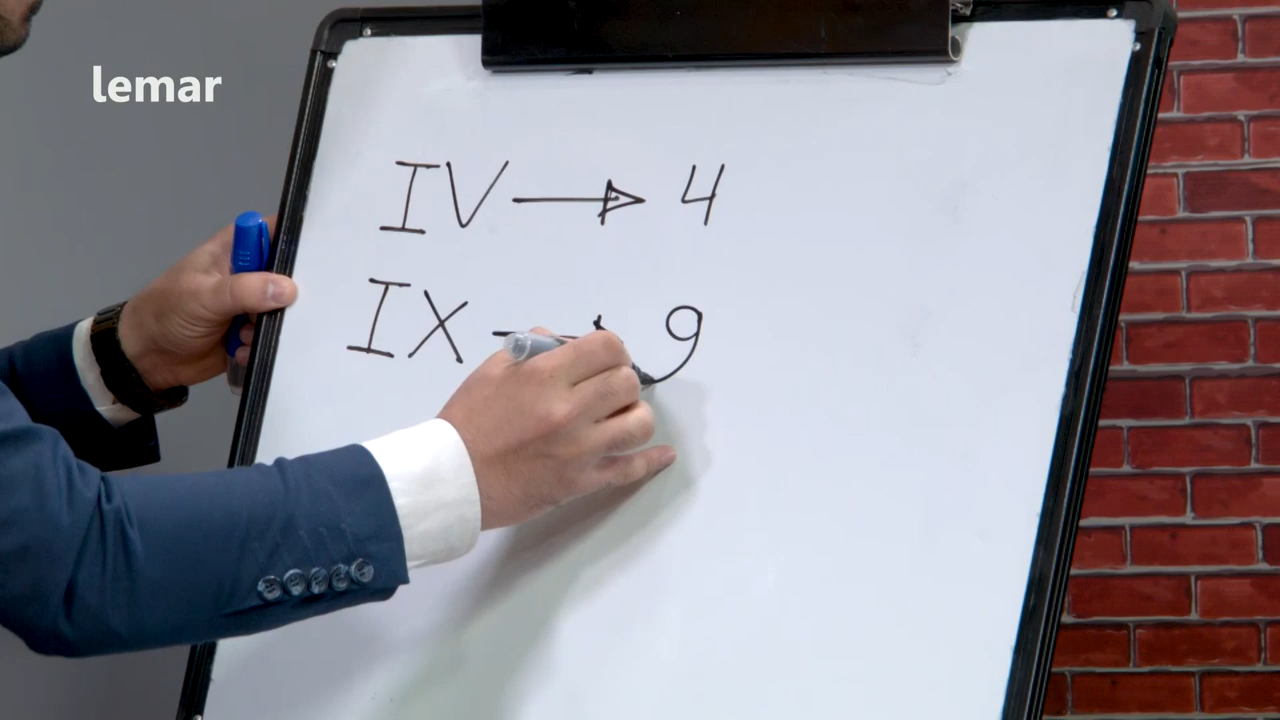 lemar
IV → 4
IX → 9